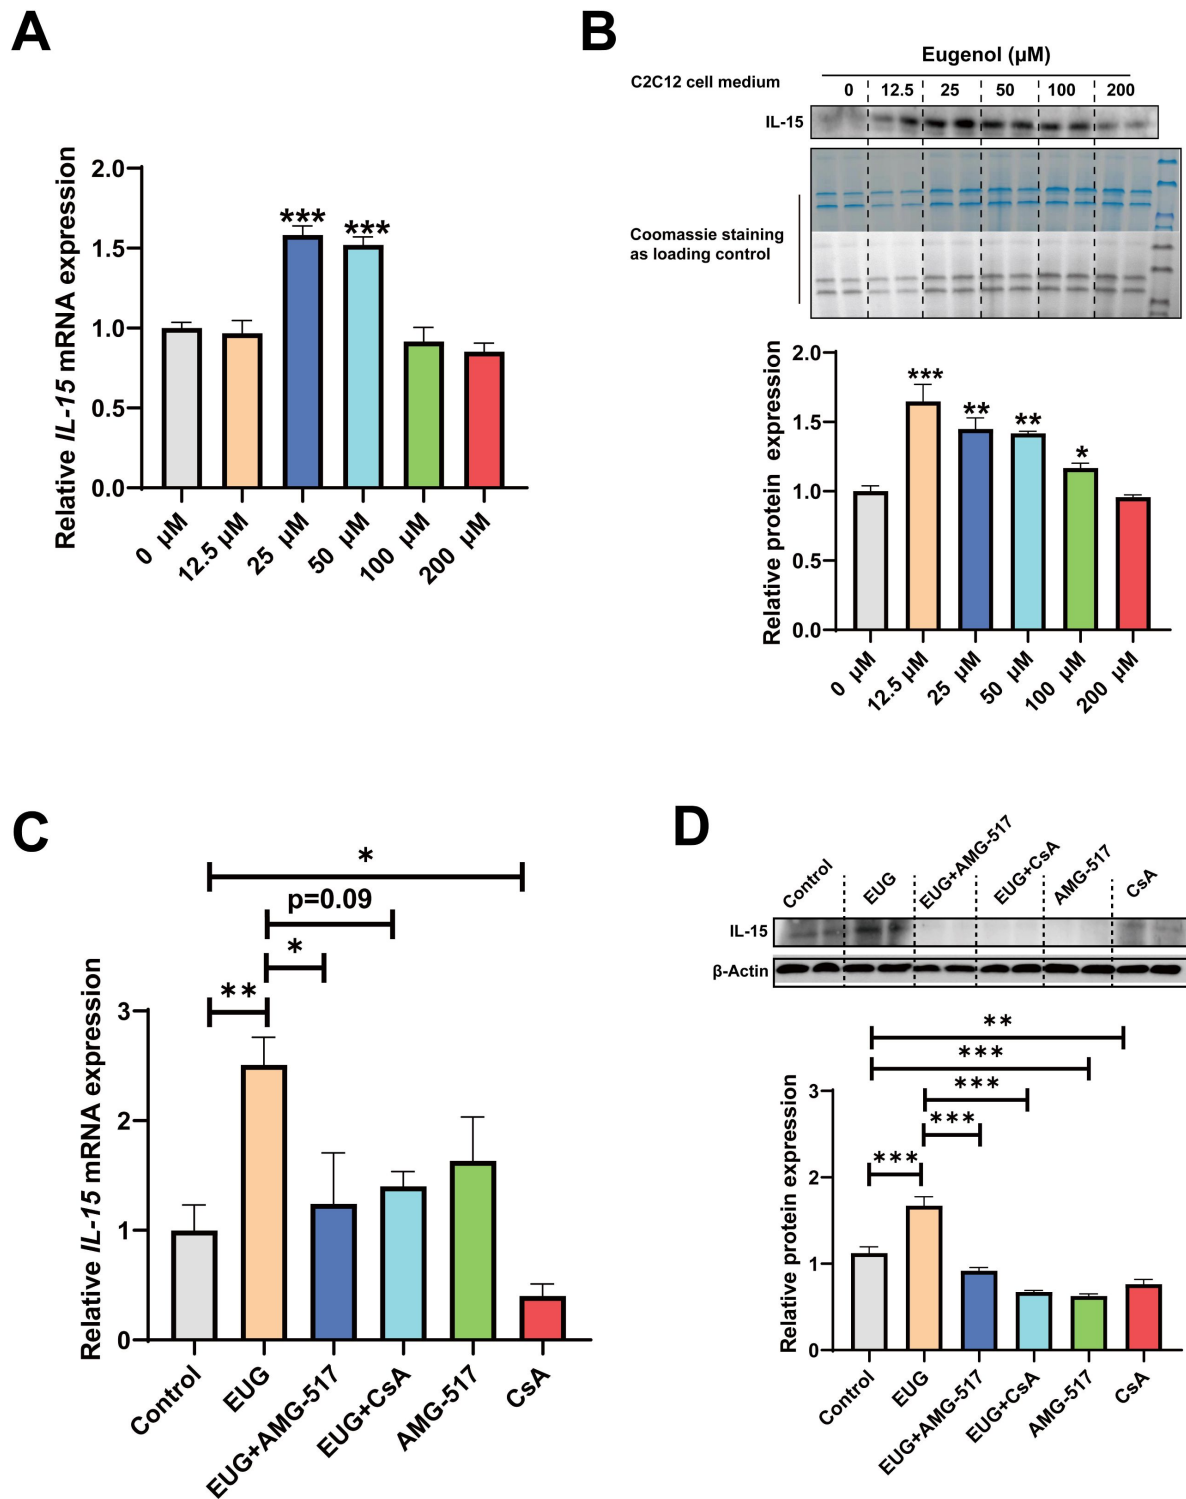 A
Relative IL-15 mRNA expression
2.0
1.5
1.0
0.5
0.0
***
***
0 µM
12.5 µM
25 µM
50 µM
100 µM
200 µM
B
Eugenol (µM)
C2C12 cell medium
0 12.5 25 50 100 200
IL-15
Coomassie staining
as loading control
Relative protein expression
2.0
1.5
1.0
0.5
0.0
***
**
**
*
0 µM
12.5 µM
25 µM
50 µM
100 µM
200 µM
C
*
p=0.09
*
**
Relative IL-15 mRNA expression
3
2
1
0
Control
EUG
EUG+AMG-517
EUG+CsA
AMG-517
CsA
D
Control
EUG
EUG+AMG-517
EUG+CsA
AMG-517
CsA
IL-15
β-Actin
**
***
***
***
***
Relative protein expression
3
2
1
0
Control
EUG
EUG+AMG-517
EUG+CsA
AMG-517
CsA